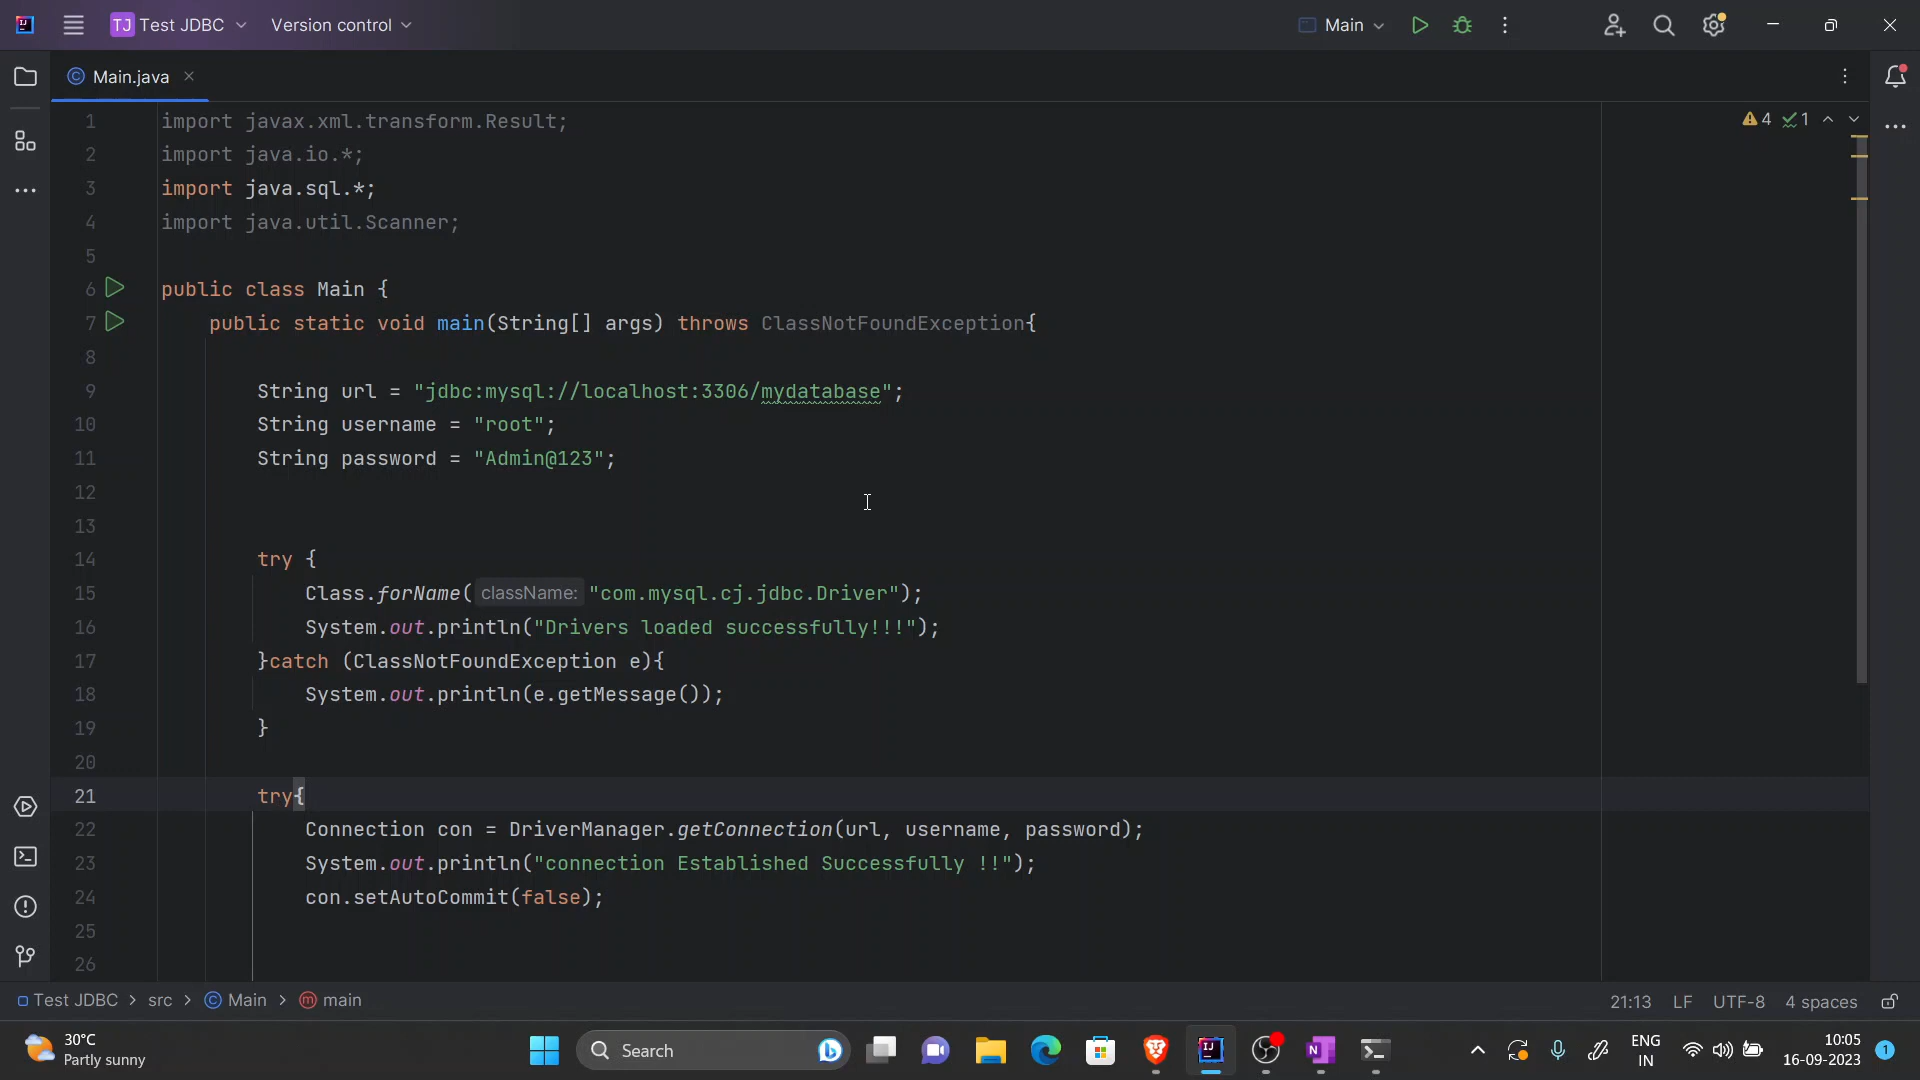 TJ Test JDBC Version control Main
Main.java
4 1
1 import javax.xml.transform.Result;
2 import java.io.*;
3 import java.sql.*;
4 import java.util.Scanner;
5
6 public class Main {
7 public static void main(String[] args) throws ClassNotFoundException{
8
9 String url = "jdbc:mysql://localhost:3306/mydatabase";
10 String username = "root";
11 String password = "Admin@123";
12
13
14 try {
15 Class.forName( className: "com.mysql.cj.jdbc.Driver");
16 System.out.println("Drivers loaded successfully!!!");
17 }catch (ClassNotFoundException e){
18 System.out.println(e.getMessage());
19 }
20
21 try{
22 Connection con = DriverManager.getConnection(url, username, password);
23 System.out.println("connection Established Successfully !!");
24 con.setAutoCommit(false);
25
26
Test JDBC > src > Main > main 21:13 LF UTF-8 4 spaces
30°C
Partly sunny
Search
ENG
IN
10:05
16-09-2023
1